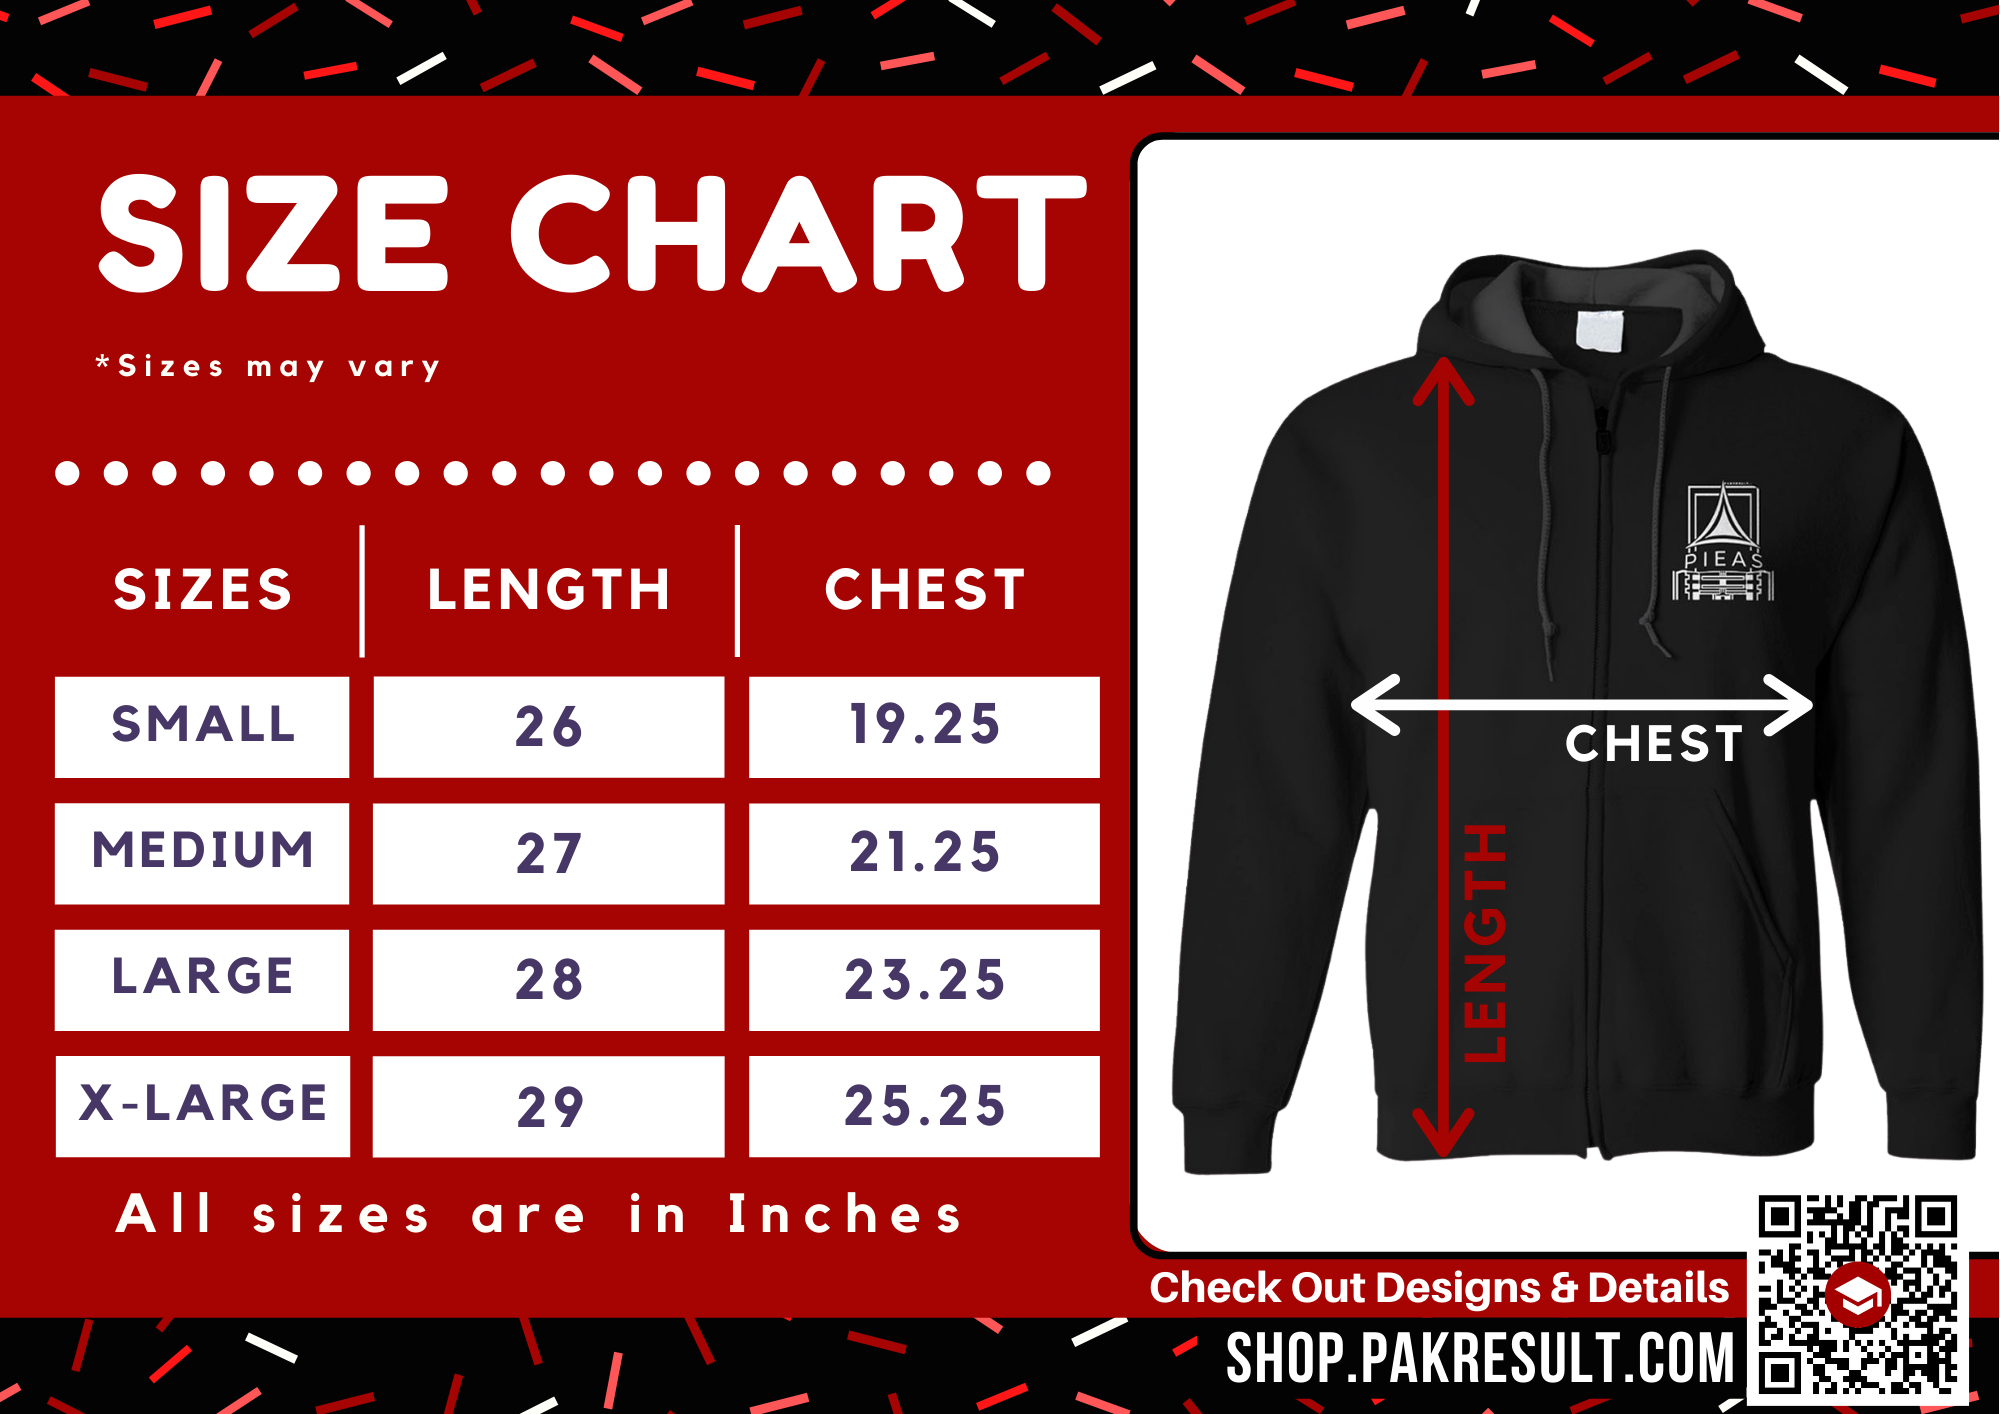 SIZE CHART
*Sizes may vary
SIZES LENGTH CHEST
SMALL 26 19.25
MEDIUM 27 21.25
LARGE 28 23.25
X-LARGE 29 25.25
All sizes are in Inches
PIEAS
CHEST
LENGTH
Check Out Designs & Details
SHOP.PAKRESULT.COM